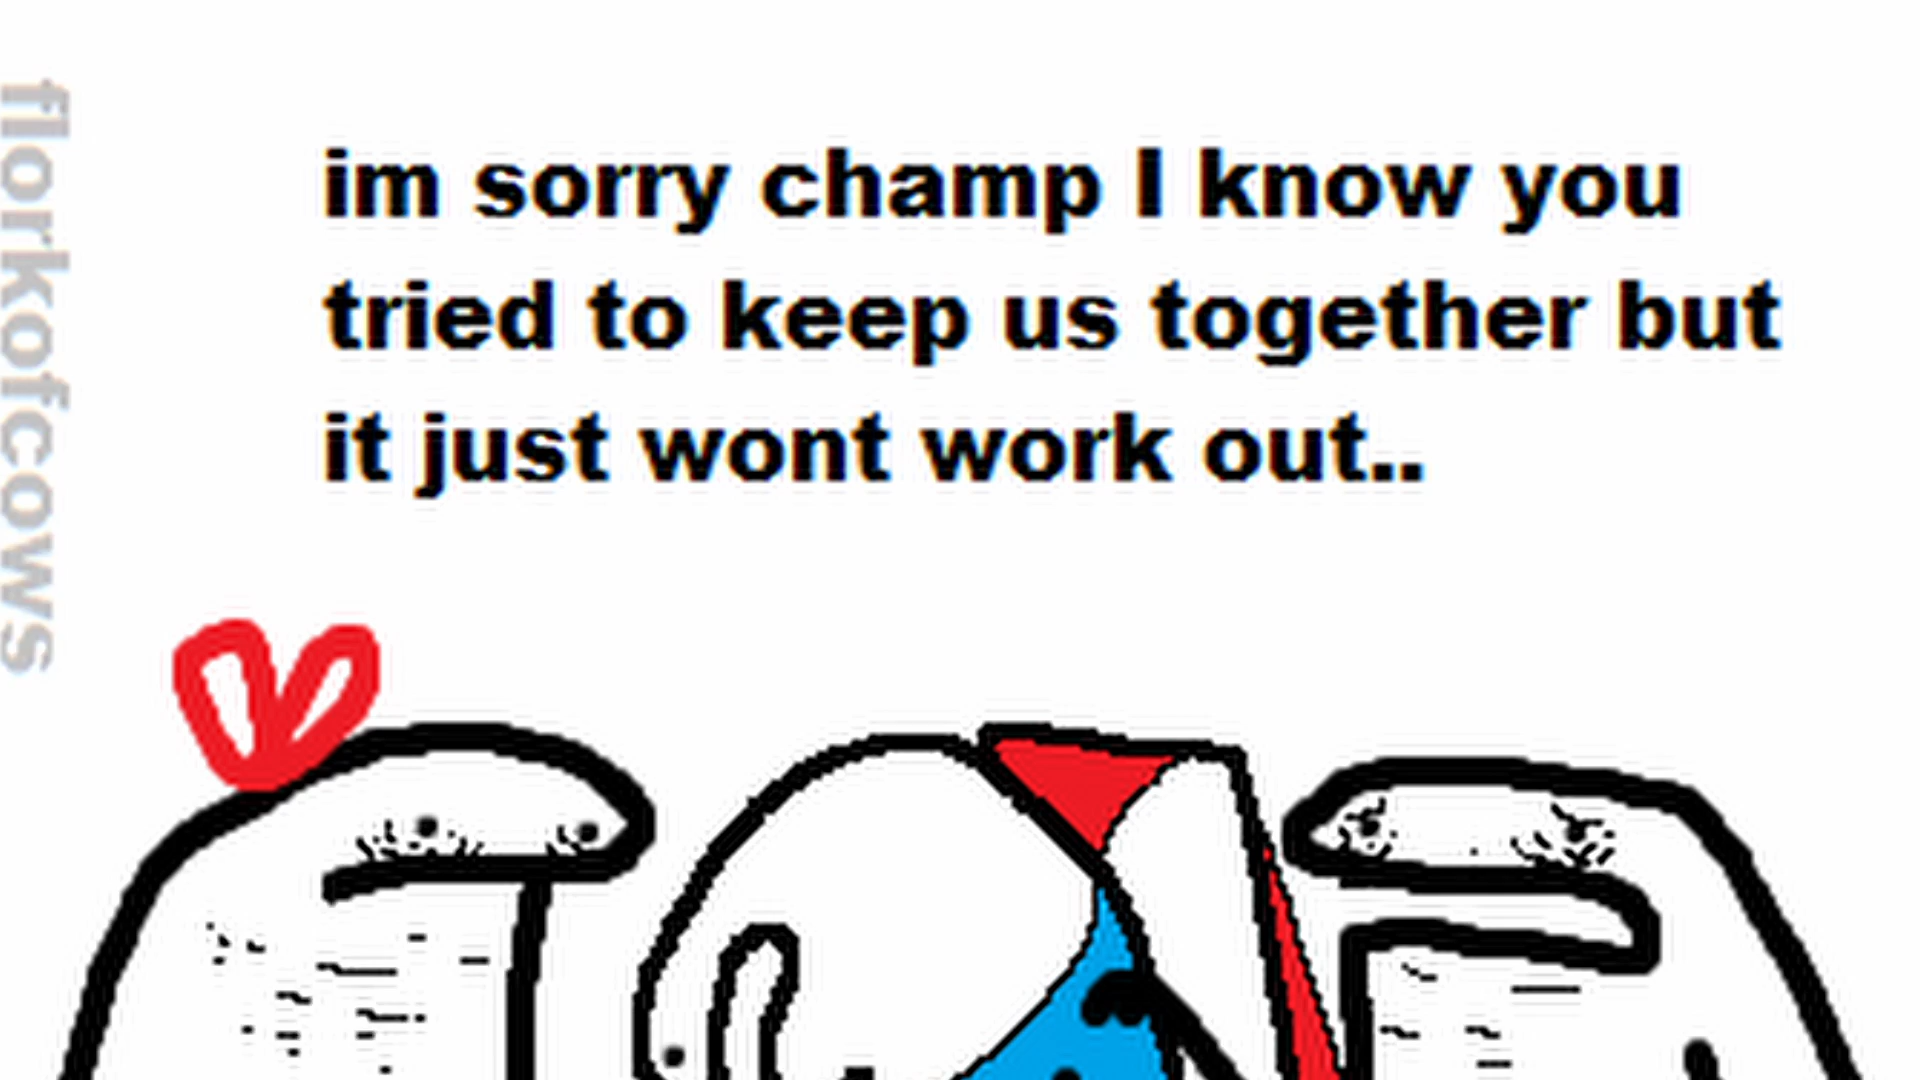 im sorry champ I know you
tried to keep us together but
it just wont work out..
florkofcows